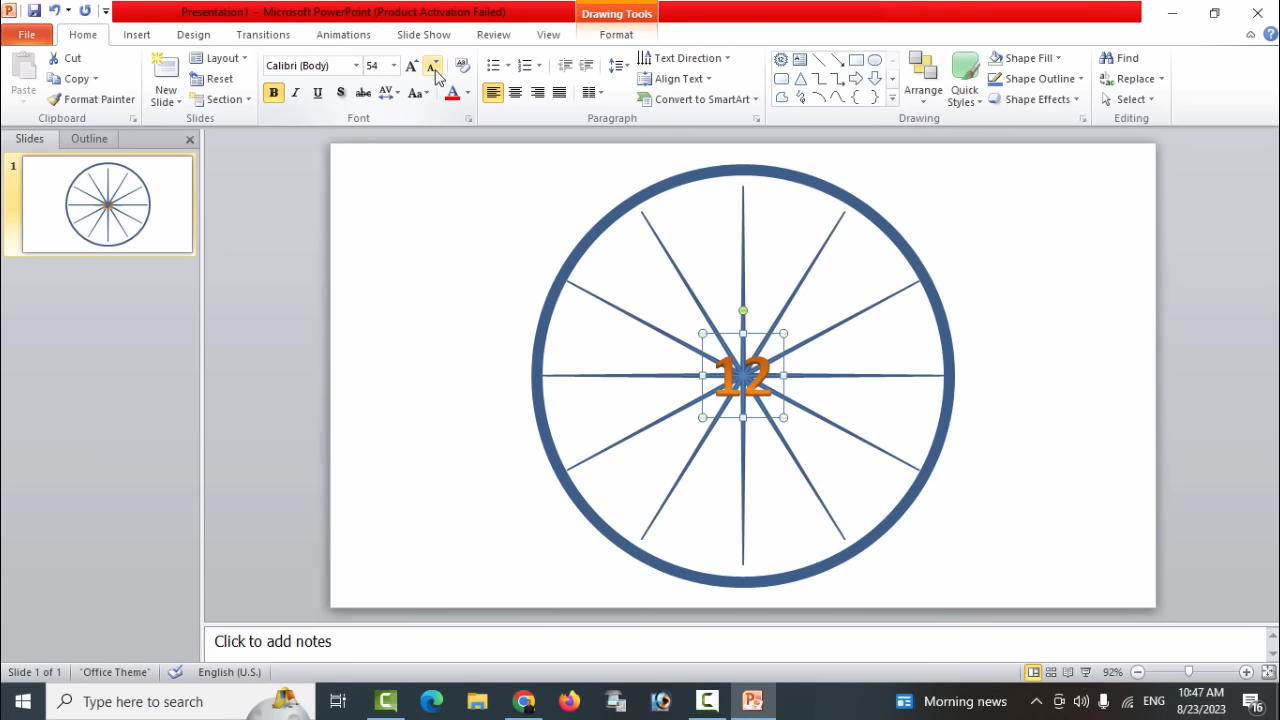 Presentation1 - Microsoft PowerPoint (Product Activation Failed)
Drawing Tools
File
Home
Insert
Design
Transitions
Animations
Slide Show
Review
View
Format
Cut
Copy
Format Painter
Paste
Clipboard
New Slide
Layout
Reset
Section
Slides
Calibri (Body)
54
B
I
U
S
abc
AV
Aa
A
Font
Text Direction
Align Text
Convert to SmartArt
Paragraph
Arrange
Quick Styles
Shape Fill
Shape Outline
Shape Effects
Drawing
Find
Replace
Select
Editing
Slides
Outline
1
12
Click to add notes
Slide 1 of 1
"Office Theme"
English (U.S.)
92%
Type here to search
Morning news
ENG
10:47 AM
8/23/2023
16